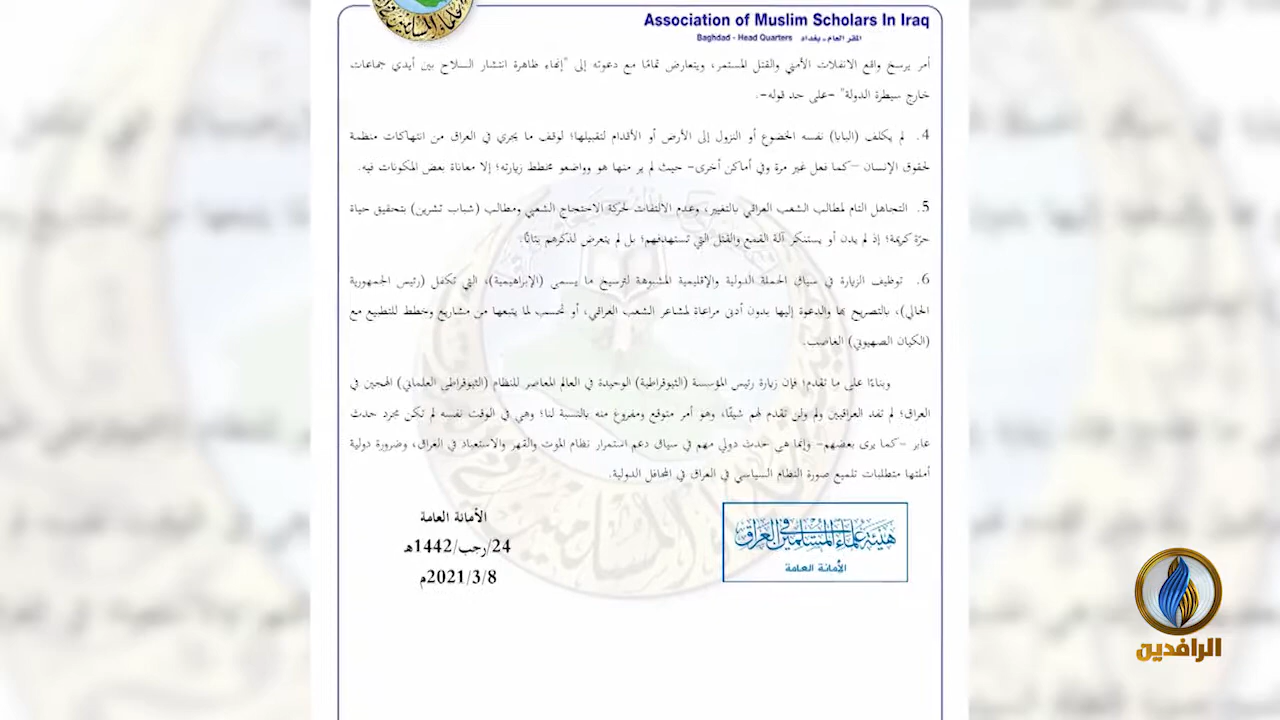 Association of Muslim Scholars In Iraq
Baghdad - Head Quarters المقر العام ـ بغداد
أمر يرسخ واقع الانفلات الأمني والقتل المستمر، ويتعارض تمامًا مع دعوته إلى "إنهاء ظاهرة انتشار السلاح بين أيدي جماعات
خارج سيطرة الدولة" -على حد قوله-.
4. لم يكلف (البابا) نفسه الخضوع أو النزول إلى الأرض أو الأقدام لتقبيلها؛ لوقف ما يجري في العراق من انتهاكات منظمة
لحقوق الإنسان –كما فعل غير مرة وفي أماكن أخرى- حيث لم ير منها هو وواضعو مخطط زيارته؛ إلا معاناة بعض المكونات فيه.
5. التجاهل التام لمطالب الشعب العراقي بالتغيير، وعدم الالتفات لحركة الاحتجاج الشعبي ومطالب (شباب تشرين) بتحقيق حياة
حرّة كريمة؛ إذ لم يدن أو يستنكر آلة القمع والقتل التي تستهدفهم؛ بل لم يتعرض لذكرهم بتاتًا.
6. توظيف الزيارة في سياق الحملة الدولية والإقليمية المشبوهة لترسيخ ما يسمى (الإبراهيمية)، التي تكفل (رئيس الجمهورية
الحالي)، بالتصريح بها والدعوة إليها بدون أدنى مراعاة لمشاعر الشعب العراقي، أو تحسب لما يتبعها من مشاريع وخطط للتطبيع مع
(الكيان الصهيوني) الغاصب.
وبناءً على ما تقدم؛ فإن زيارة رئيس المؤسسة (الثيوقراطية) الوحيدة في العالم المعاصر للنظام (الثيوقراطي العلماني) الهجين في
العراق؛ لم تفد العراقيين ولم ولن تقدم لهم شيئًا، وهو أمر متوقع ومفروغ منه بالنسبة لنا؛ وهي في الوقت نفسه لم تكن مجرد حدث
عابر -كما يرى بعضهم- وإنما هي حدث دولي مهم في سياق دعم استمرار نظام الموت والقهر والاستعباد في العراق، وضرورة دولية
أملتها متطلبات تلميع صورة النظام السياسي في العراق في المحافل الدولية.
هيئة علماء المسلمين في العراق
الأمانة العامة
الأمانة العامة
24/رجب/1442هـ
2021/3/8م
الرافدين